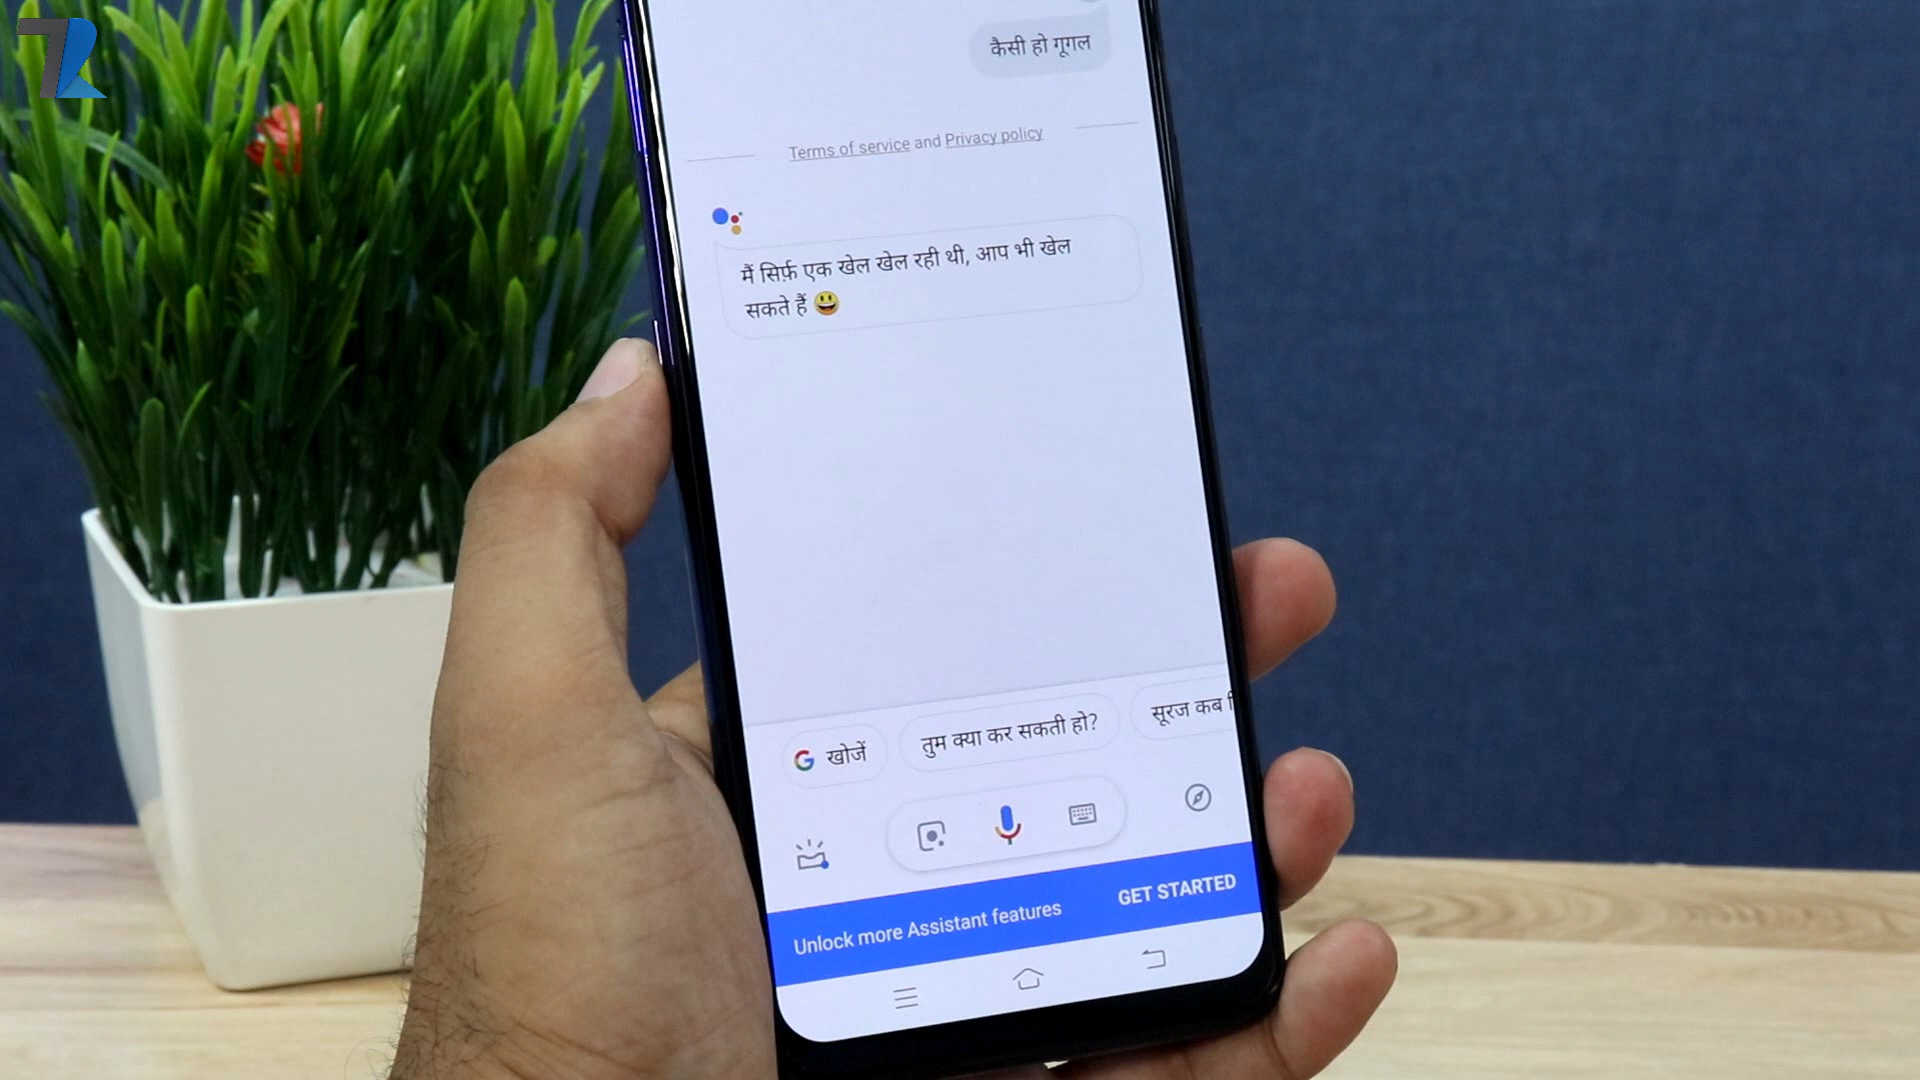 कैसी हो गूगल
Terms of service and Privacy policy
मैं सिर्फ़ एक खेल खेल रही थी, आप भी खेल
सकते हैं 😃
खोजें
तुम क्या कर सकती हो?
सूरज कब
Unlock more Assistant features
GET STARTED